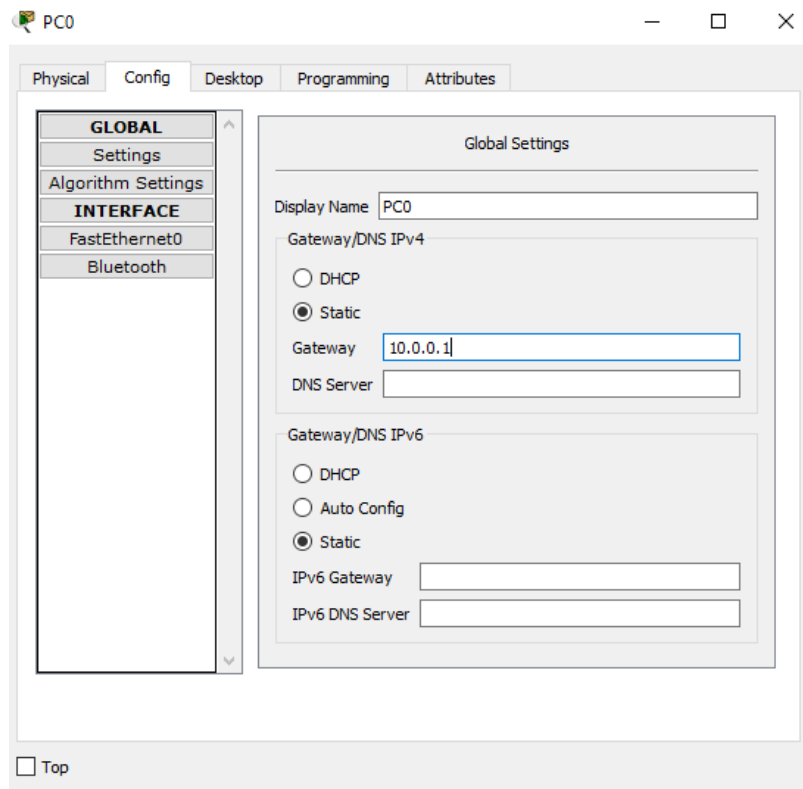 PC0
Physical Config Desktop Programming Attributes
GLOBAL
Settings
Algorithm Settings
INTERFACE
FastEthernet0
Bluetooth
Global Settings
Display Name PC0
Gateway/DNS IPv4
DHCP
Static
Gateway 10.0.0.1
DNS Server
Gateway/DNS IPv6
DHCP
Auto Config
Static
IPv6 Gateway
IPv6 DNS Server
Top